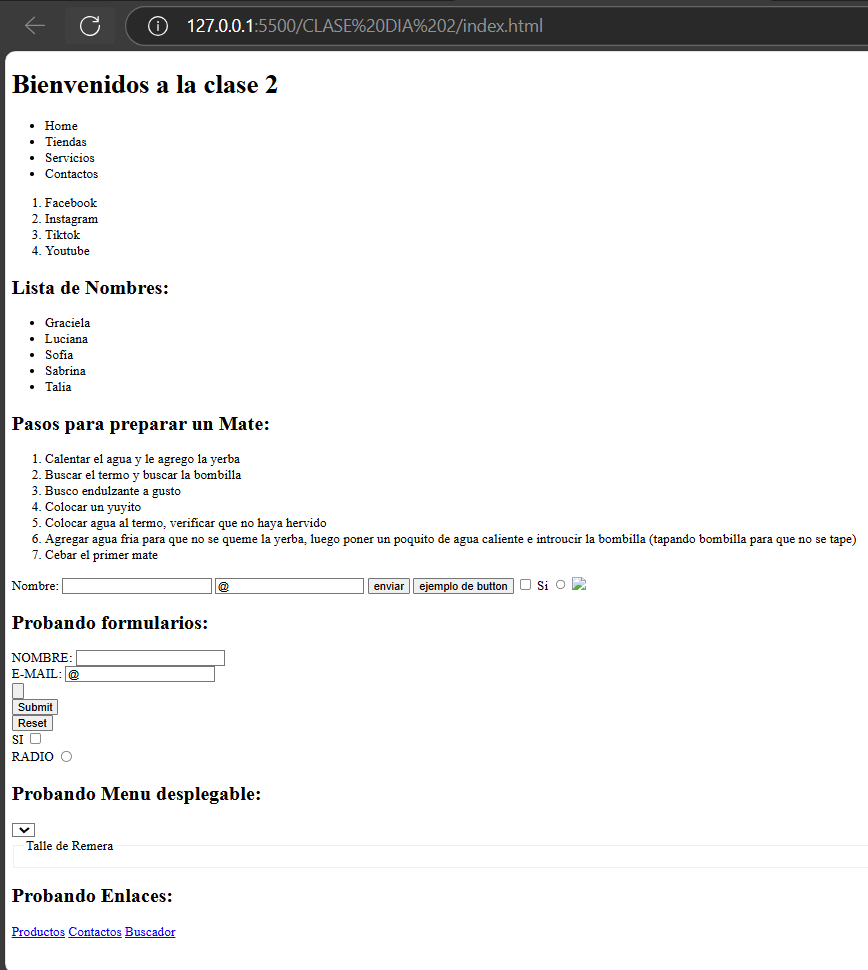 127.0.0.1:5500/CLASE%20DIA%202/index.html
Bienvenidos a la clase 2
• Home
• Tiendas
• Servicios
• Contactos
1. Facebook
2. Instagram
3. Tiktok
4. Youtube
Lista de Nombres:
• Graciela
• Luciana
• Sofía
• Sabrina
• Talia
Pasos para preparar un Mate:
1. Calentar el agua y le agrego la yerba
2. Buscar el termo y buscar la bombilla
3. Busco endulzante a gusto
4. Colocar un yuyito
5. Colocar agua al termo, verificar que no haya hervido
6. Agregar agua fria para que no se queme la yerba, luego poner un poquito de agua caliente e introucir la bombilla (tapando bombilla para que no se tape)
7. Cebar el primer mate
Nombre: @ enviar ejemplo de button Si
Probando formularios:
NOMBRE:
E-MAIL: @
Submit
Reset
SI
RADIO
Probando Menu desplegable:
Talle de Remera
Probando Enlaces:
Productos Contactos Buscador